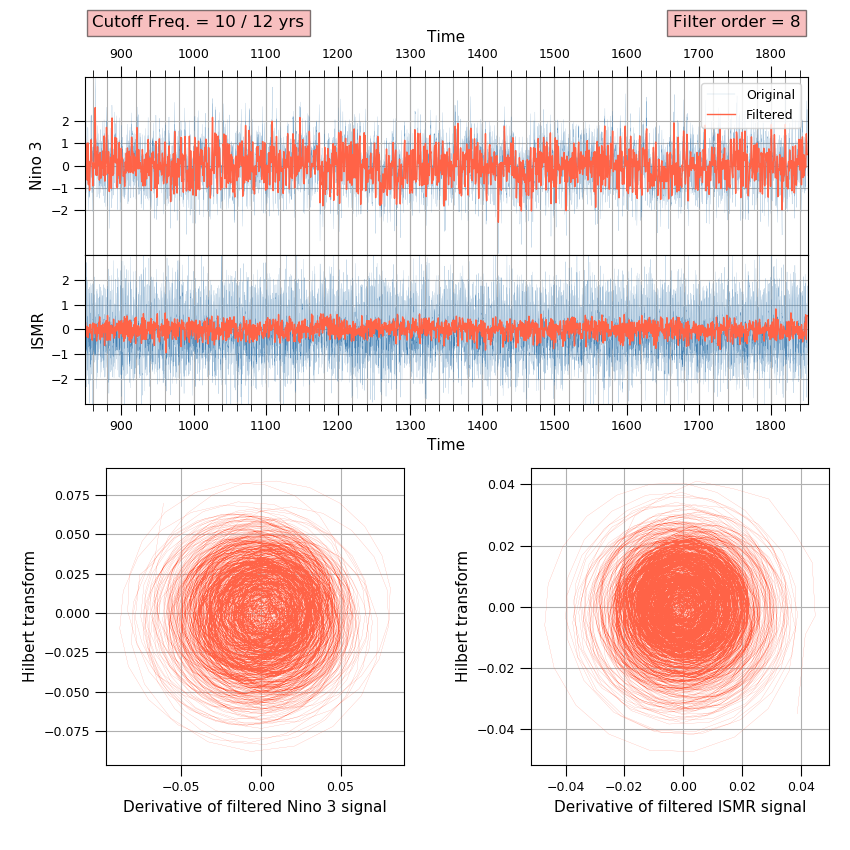 Cutoff Freq. = 10 / 12 yrs
Filter order = 8
Time
900 1000 1100 1200 1300 1400 1500 1600 1700 1800
Original
Filtered
Nino 3
2
1
0
−1
−2
ISMR
2
1
0
−1
−2
900 1000 1100 1200 1300 1400 1500 1600 1700 1800
Time
Hilbert transform
0.075
0.050
0.025
0.000
−0.025
−0.050
−0.075
−0.05 0.00 0.05
Derivative of filtered Nino 3 signal
Hilbert transform
0.04
0.02
0.00
−0.02
−0.04
−0.04 −0.02 0.00 0.02 0.04
Derivative of filtered ISMR signal